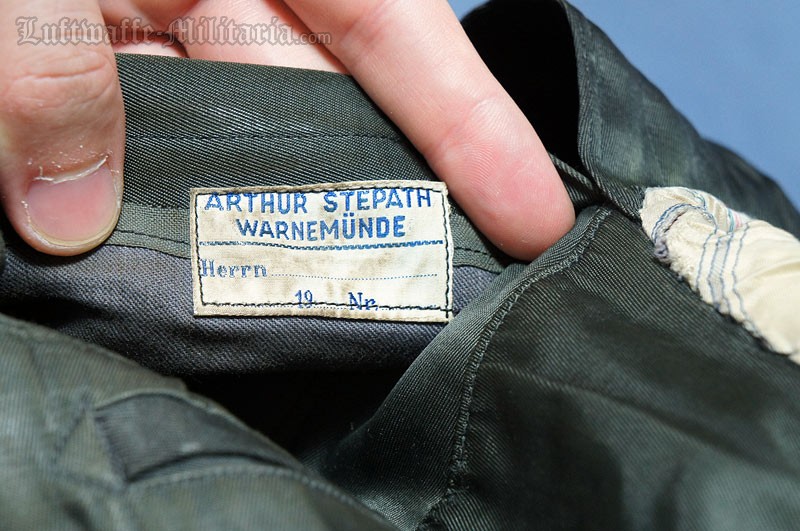 Luftwaffe-Militaria.com
ARTHUR STEPATH
WARNEMÜNDE
Herrn
19 Nr.